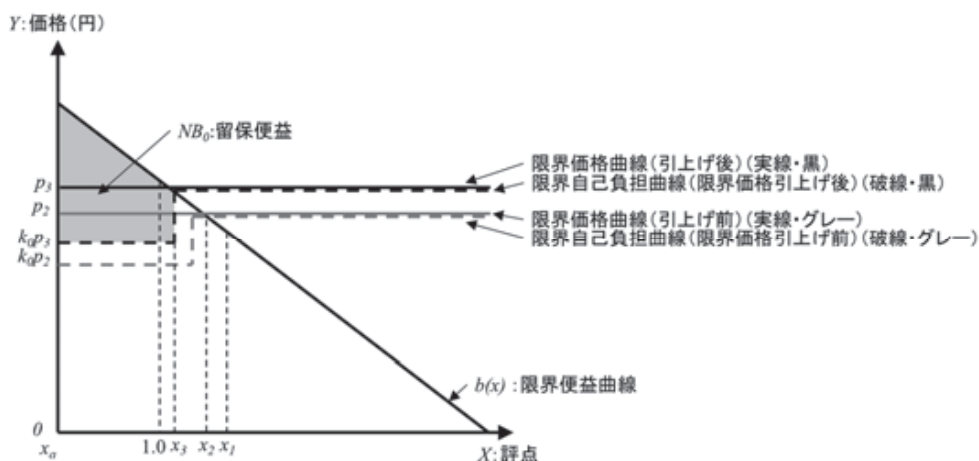 Y:価格(円)
NB₀:留保便益
限界価格曲線(引上げ後)(実線・黒)
p₃
限界自己負担曲線(限界価格引上げ後)(破線・黒)
p₂
限界価格曲線(引上げ前)(実線・グレー)
k₀p₃
限界自己負担曲線(限界価格引上げ前)(破線・グレー)
k₀p₂
b(x):限界便益曲線
0
xα 1.0 x₃ x₂ x₁ X:評点